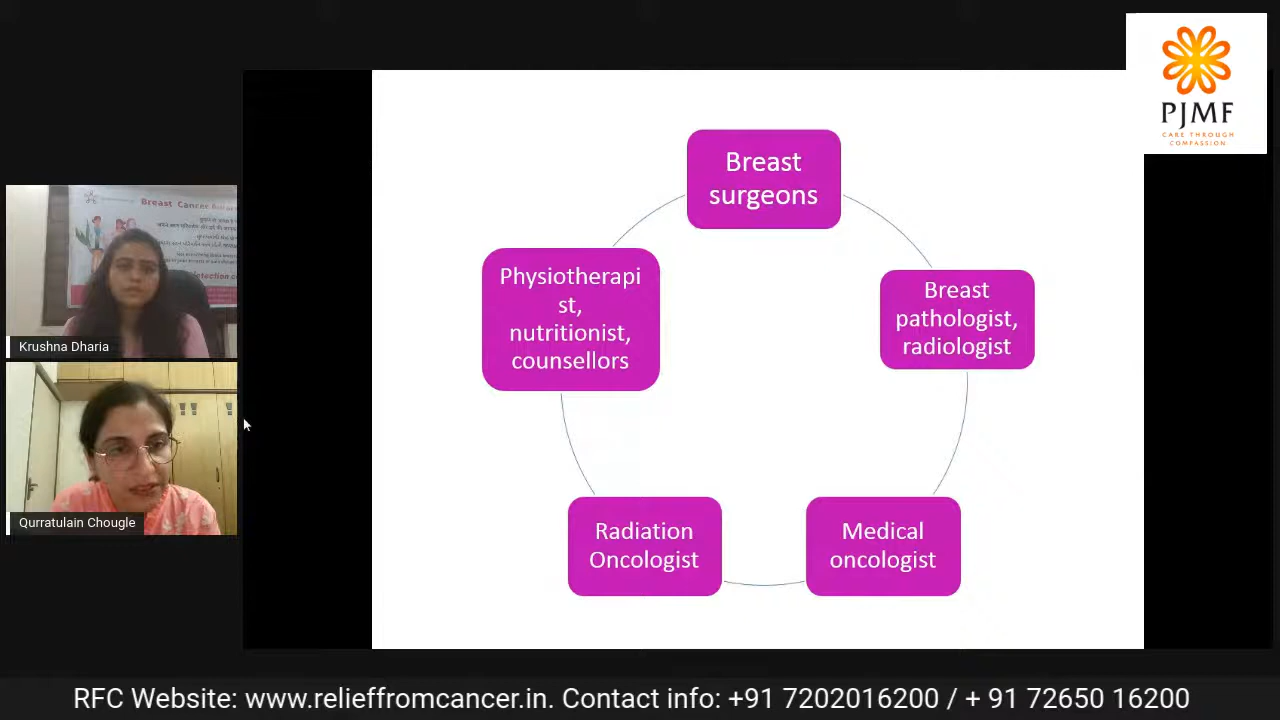 PJMF
CARE THROUGH
COMPASSION
Breast
surgeons
Breast
pathologist,
radiologist
Medical
oncologist
Radiation
Oncologist
Physiotherapi
st,
nutritionist,
counsellors
Breast Cancer
Krushna Dharia
Qurratulain Chougle
RFC Website: www.relieffromcancer.in. Contact info: +91 7202016200 / + 91 72650 16200